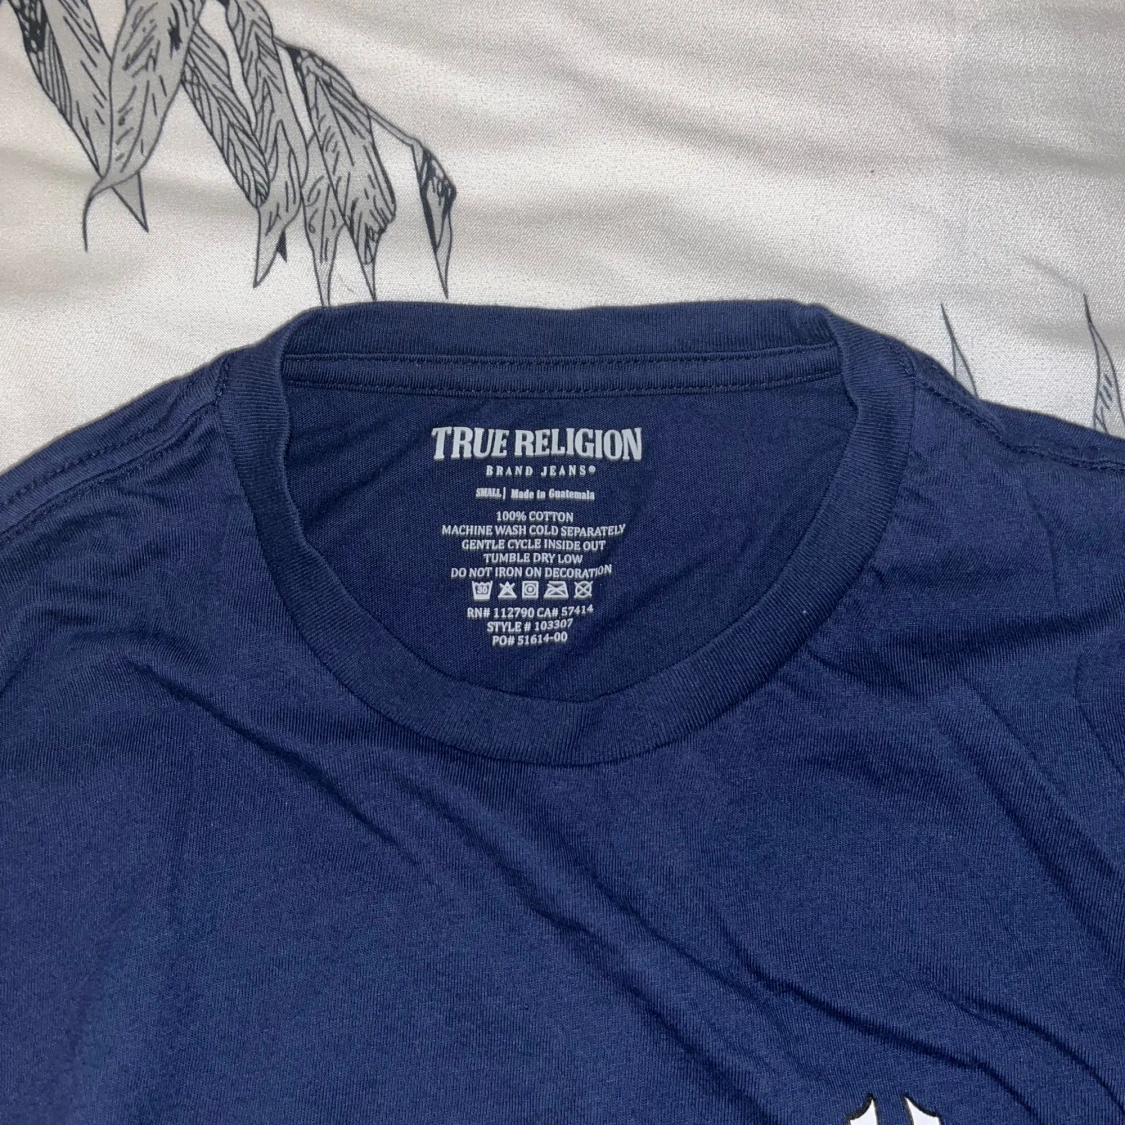 TRUE RELIGION
BRAND JEANS®
SMALL| Made in Guatemala
100% COTTON
MACHINE WASH COLD SEPARATELY
GENTLE CYCLE INSIDE OUT
TUMBLE DRY LOW
DO NOT IRON ON DECORATION
30
RN# 112790 CA# 57414
STYLE # 103307
PO# 51614-00